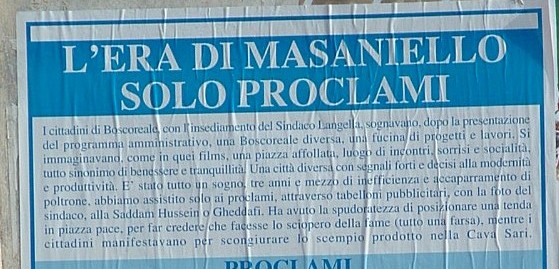 L'ERA DI MASANIELLO
SOLO PROCLAMI
I cittadini di Boscoreale, con l'insediamento del Sindaco Langella, sognavano, dopo la presentazione
del programma amministrativo, una Boscoreale diversa, una fucina di progetti e lavori. Si
immaginavano, come in quei films, una piazza affollata, luogo di incontri, sorrisi e socialità,
tutto sinonimo di benessere e tranquillità. Una città diversa con segnali forti e decisi alla modernità
e produttività. E' stato tutto un sogno, tre anni e mezzo di inefficienza e accaparramento di
poltrone, abbiamo assistito solo ai proclami, attraverso tabelloni pubblicitari, con la foto del
sindaco, alla Saddam Hussein o Gheddafi. Ha avuto la spudoratezza di posizionare una tenda
in piazza pace, per far credere che facesse lo sciopero della fame (tutto una farsa), mentre i
cittadini manifestavano per scongiurare lo scempio prodotto nella Cava Sari.
PROCLAMI